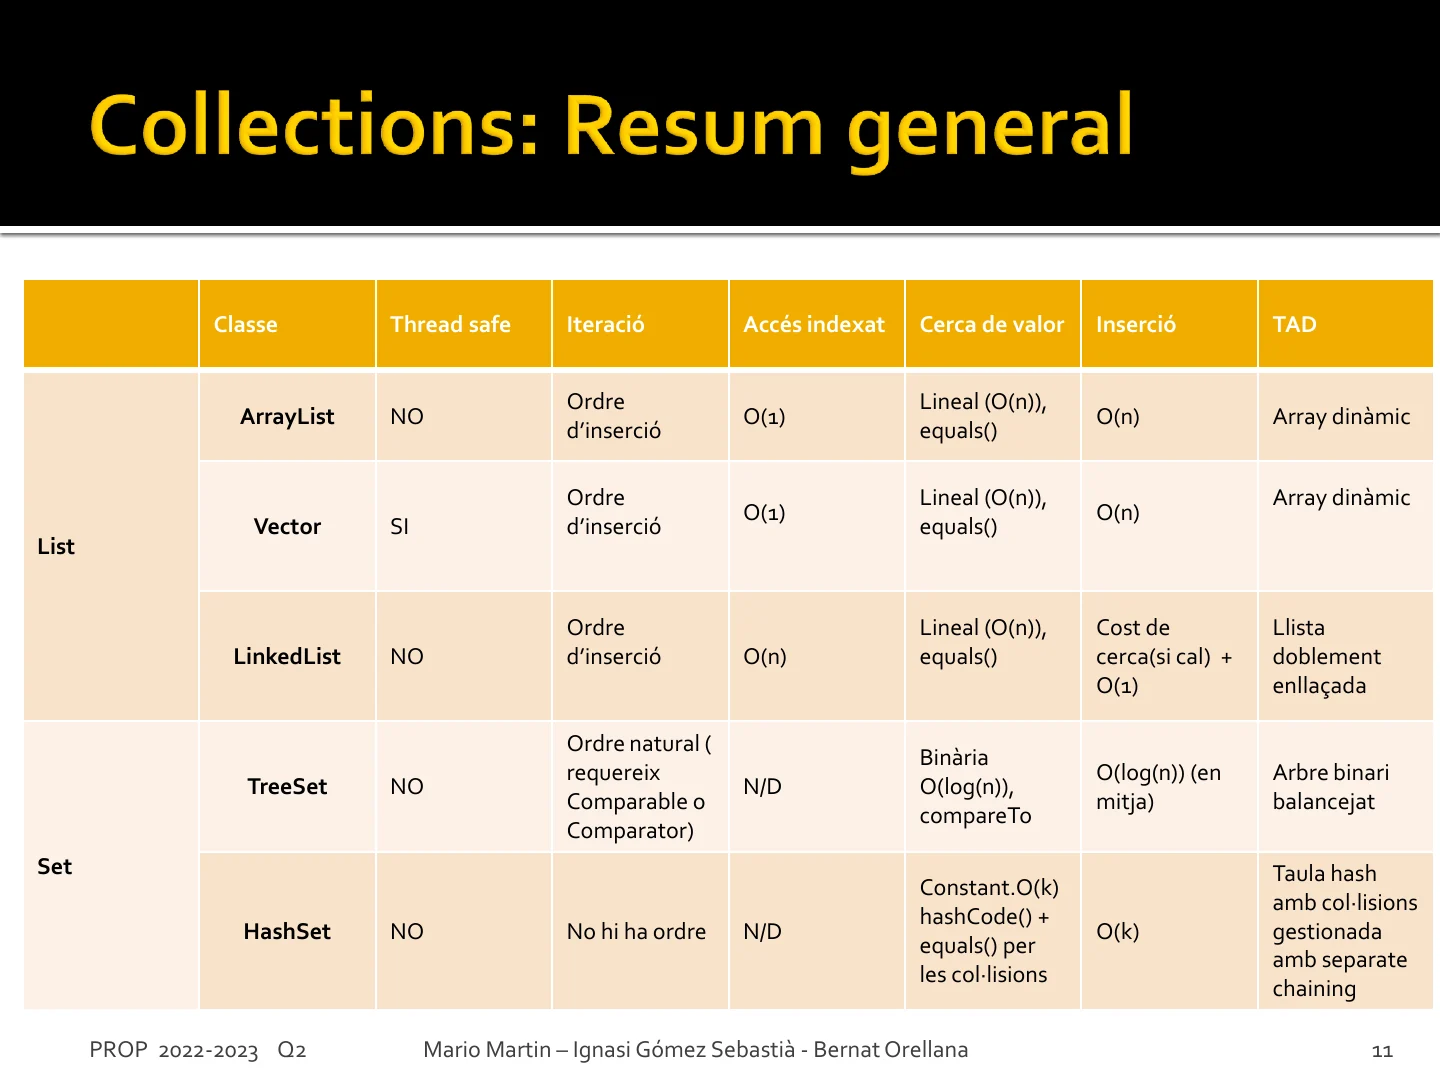 Collections: Resum general
Classe
Thread safe
Iteració
Accés indexat
Cerca de valor
Inserció
TAD
List
ArrayList
NO
Ordre
d’inserció
O(1)
Lineal (O(n)),
equals()
O(n)
Array dinàmic
Vector
SI
Ordre
d’inserció
O(1)
Lineal (O(n)),
equals()
O(n)
Array dinàmic
LinkedList
NO
Ordre
d’inserció
O(n)
Lineal (O(n)),
equals()
Cost de
cerca(si cal) +
O(1)
Llista
doblement
enllaçada
Set
TreeSet
NO
Ordre natural (
requereix
Comparable o
Comparator)
N/D
Binària
O(log(n)),
compareTo
O(log(n)) (en
mitja)
Arbre binari
balancejat
HashSet
NO
No hi ha ordre
N/D
Constant.O(k)
hashCode() +
equals() per
les col·lisions
O(k)
Taula hash
amb col·lisions
gestionada
amb separate
chaining
PROP 2022-2023 Q2
Mario Martin – Ignasi Gómez Sebastià - Bernat Orellana
11